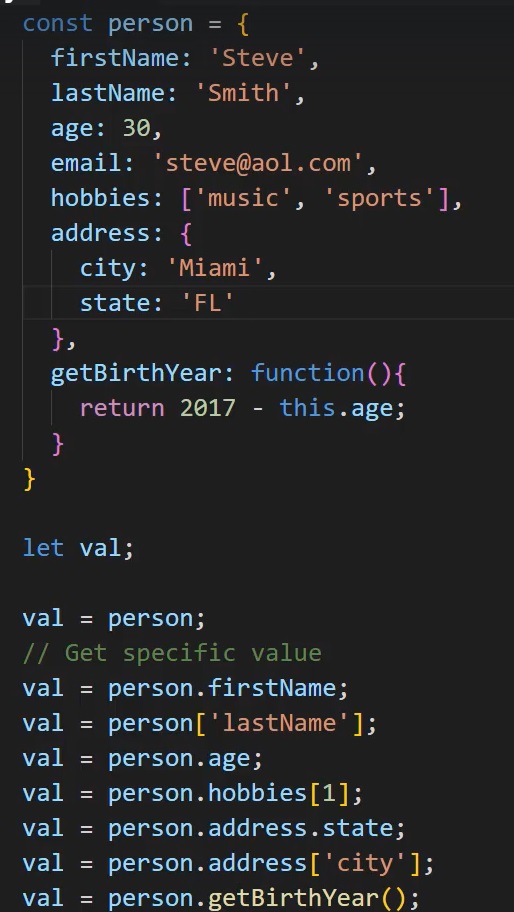 const person = {
  firstName: 'Steve',
  lastName: 'Smith',
  age: 30,
  email: 'steve@aol.com',
  hobbies: ['music', 'sports'],
  address: {
    city: 'Miami',
    state: 'FL'
  },
  getBirthYear: function(){
    return 2017 - this.age;
  }
}

let val;

val = person;
// Get specific value
val = person.firstName;
val = person['lastName'];
val = person.age;
val = person.hobbies[1];
val = person.address.state;
val = person.address['city'];
val = person.getBirthYear();